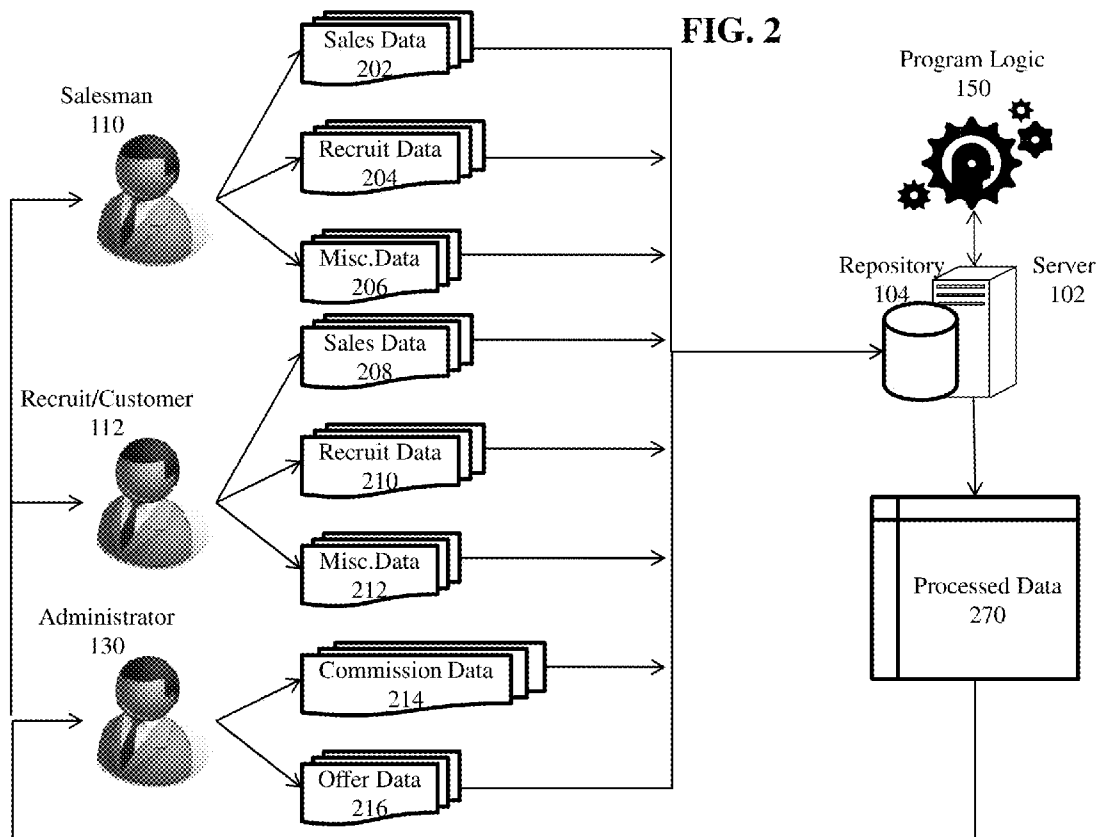 FIG. 2
Sales Data
202
Program Logic
150
Salesman
110
Recruit Data
204
Misc.Data
206
Repository
104
Server
102
Sales Data
208
Recruit/Customer
112
Recruit Data
210
Misc.Data
212
Processed Data
270
Administrator
130
Commission Data
214
Offer Data
216